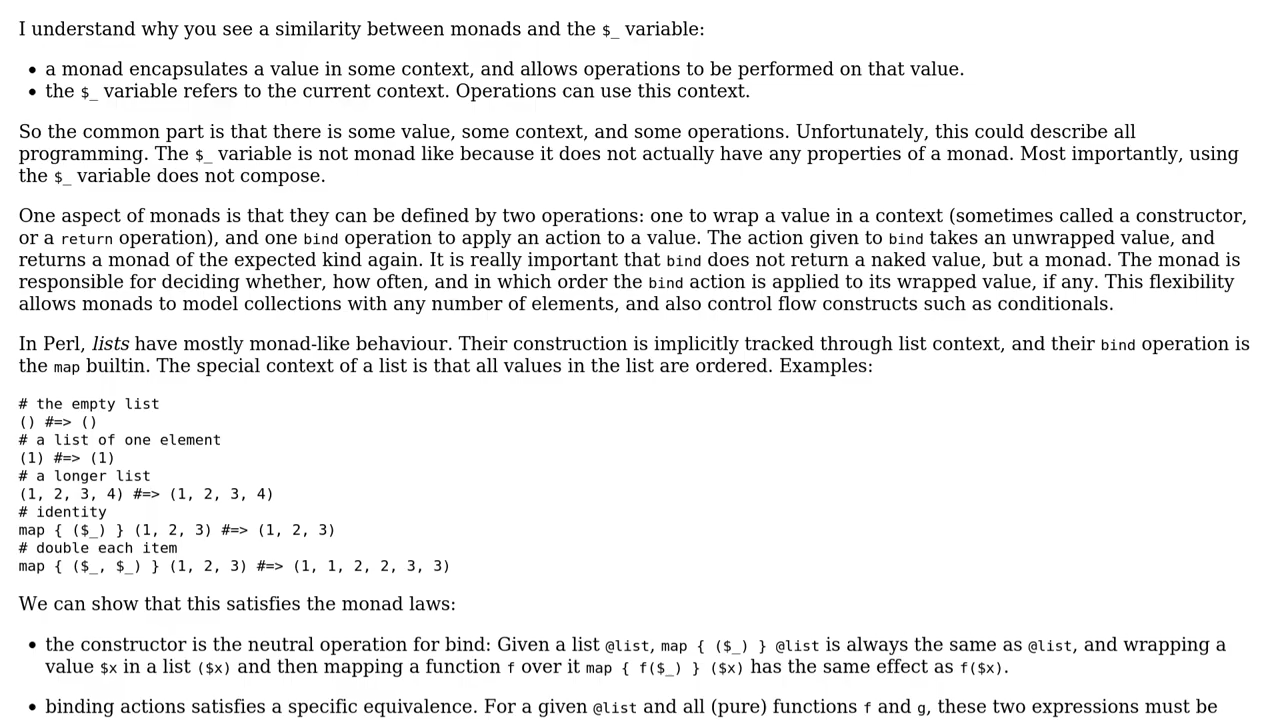 I understand why you see a similarity between monads and the $_ variable:
• a monad encapsulates a value in some context, and allows operations to be performed on that value.
• the $_ variable refers to the current context. Operations can use this context.
So the common part is that there is some value, some context, and some operations. Unfortunately, this could describe all
programming. The $_ variable is not monad like because it does not actually have any properties of a monad. Most importantly, using
the $_ variable does not compose.
One aspect of monads is that they can be defined by two operations: one to wrap a value in a context (sometimes called a constructor,
or a return operation), and one bind operation to apply an action to a value. The action given to bind takes an unwrapped value, and
returns a monad of the expected kind again. It is really important that bind does not return a naked value, but a monad. The monad is
responsible for deciding whether, how often, and in which order the bind action is applied to its wrapped value, if any. This flexibility
allows monads to model collections with any number of elements, and also control flow constructs such as conditionals.
In Perl, lists have mostly monad-like behaviour. Their construction is implicitly tracked through list context, and their bind operation is
the map builtin. The special context of a list is that all values in the list are ordered. Examples:
# the empty list
() #=> ()
# a list of one element
(1) #=> (1)
# a longer list
(1, 2, 3, 4) #=> (1, 2, 3, 4)
# identity
map { ($_) } (1, 2, 3) #=> (1, 2, 3)
# double each item
map { ($_, $_) } (1, 2, 3) #=> (1, 1, 2, 2, 3, 3)
We can show that this satisfies the monad laws:
• the constructor is the neutral operation for bind: Given a list @list, map { ($_) } @list is always the same as @list, and wrapping a
value $x in a list ($x) and then mapping a function f over it map { f($_) } ($x) has the same effect as f($x).
• binding actions satisfies a specific equivalence. For a given @list and all (pure) functions f and g, these two expressions must be